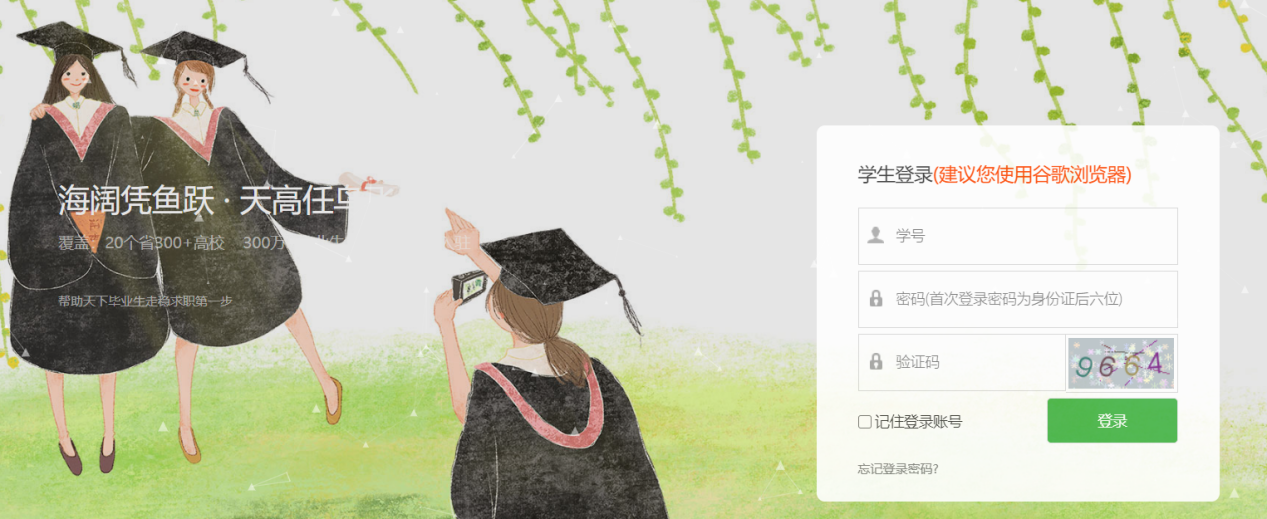 海阔凭鱼跃 · 天高任鸟
覆盖：20个省300+高校 300万 业生 驻
帮助天下毕业生走稳求职第一步
学生登录(建议您使用谷歌浏览器)
学号
密码(首次登录密码为身份证后六位)
验证码
9664
记住登录账号
登录
忘记登录密码?